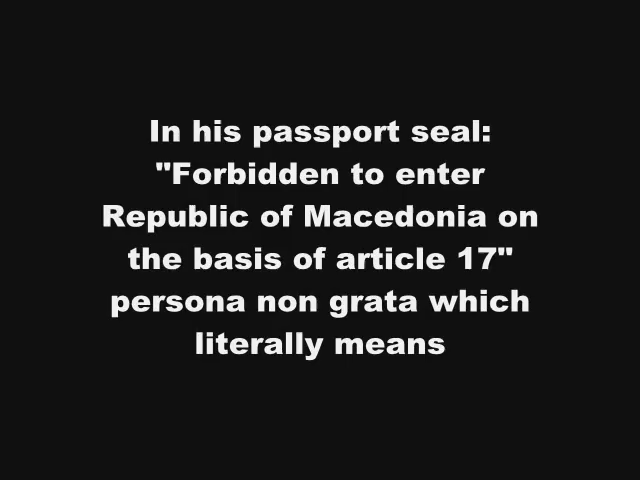 In his passport seal:
"Forbidden to enter
Republic of Macedonia on
the basis of article 17"
persona non grata which
literally means